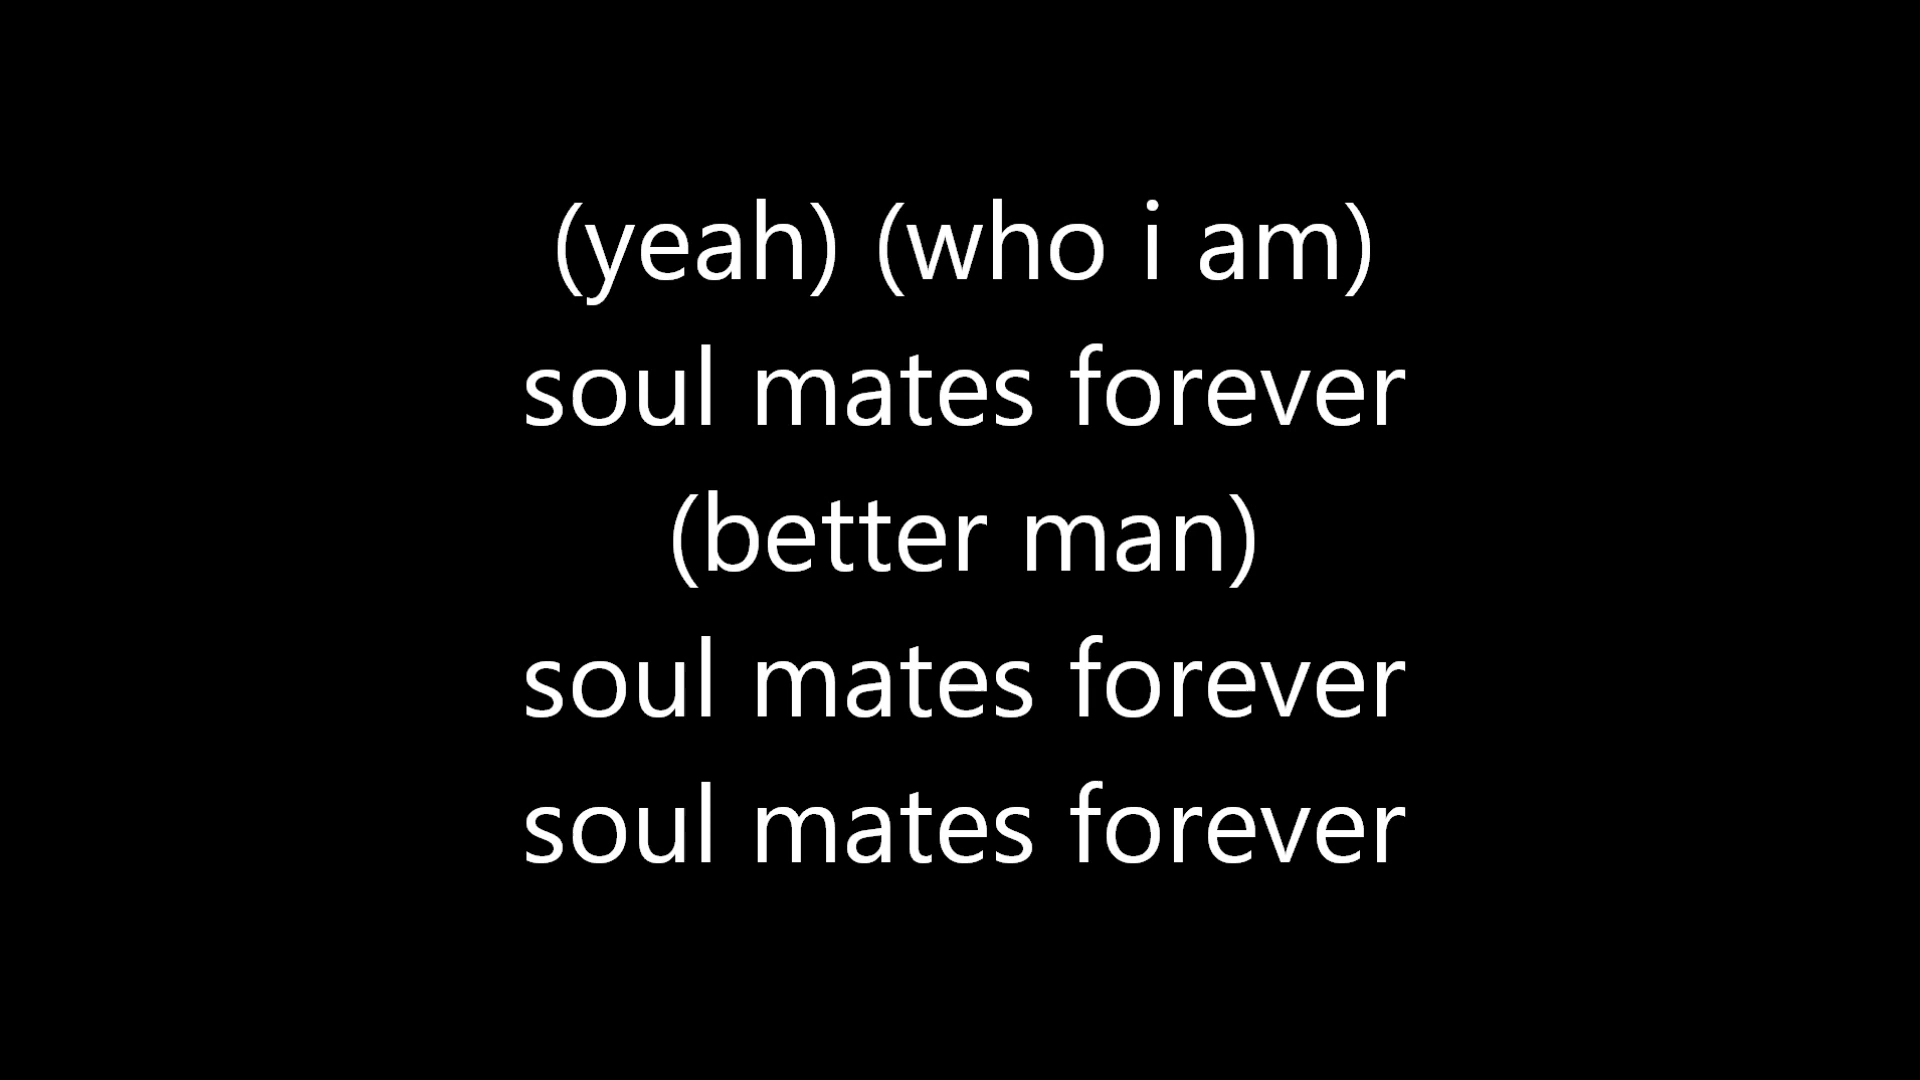 (yeah) (who i am)
soul mates forever
(better man)
soul mates forever
soul mates forever